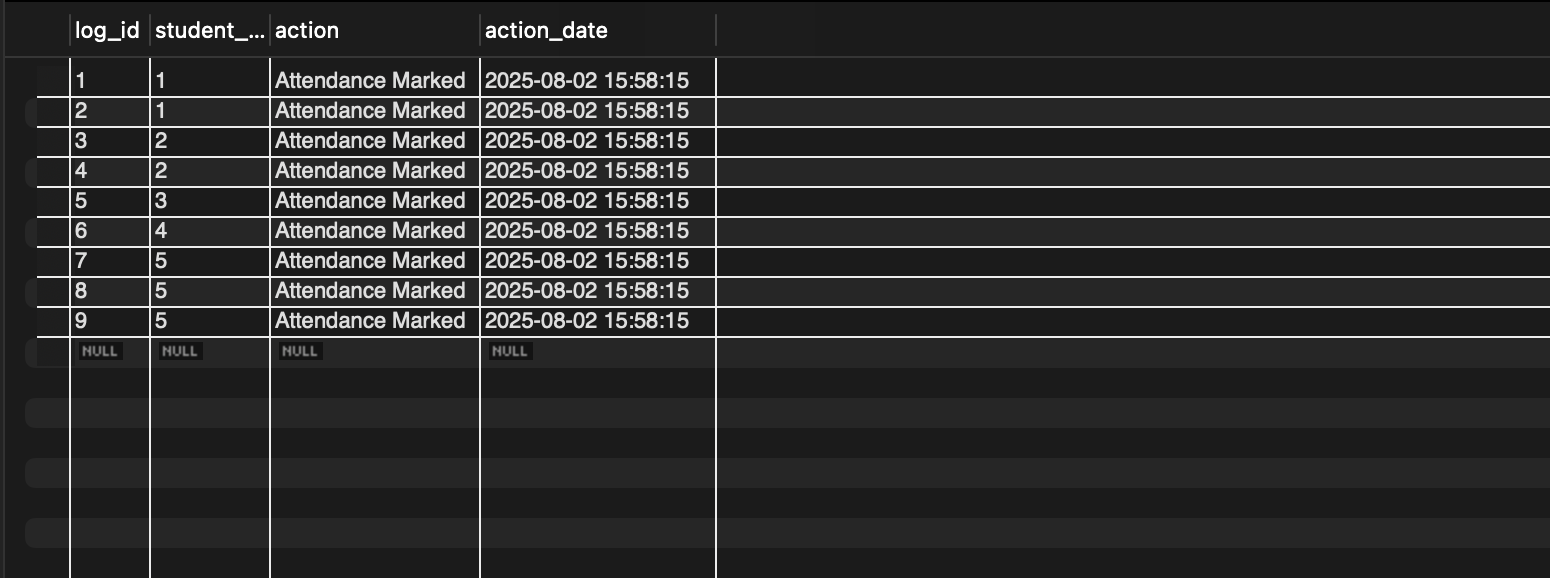 log_id student_... action action_date
1 1 Attendance Marked 2025-08-02 15:58:15
2 1 Attendance Marked 2025-08-02 15:58:15
3 2 Attendance Marked 2025-08-02 15:58:15
4 2 Attendance Marked 2025-08-02 15:58:15
5 3 Attendance Marked 2025-08-02 15:58:15
6 4 Attendance Marked 2025-08-02 15:58:15
7 5 Attendance Marked 2025-08-02 15:58:15
8 5 Attendance Marked 2025-08-02 15:58:15
9 5 Attendance Marked 2025-08-02 15:58:15
NULL NULL NULL NULL